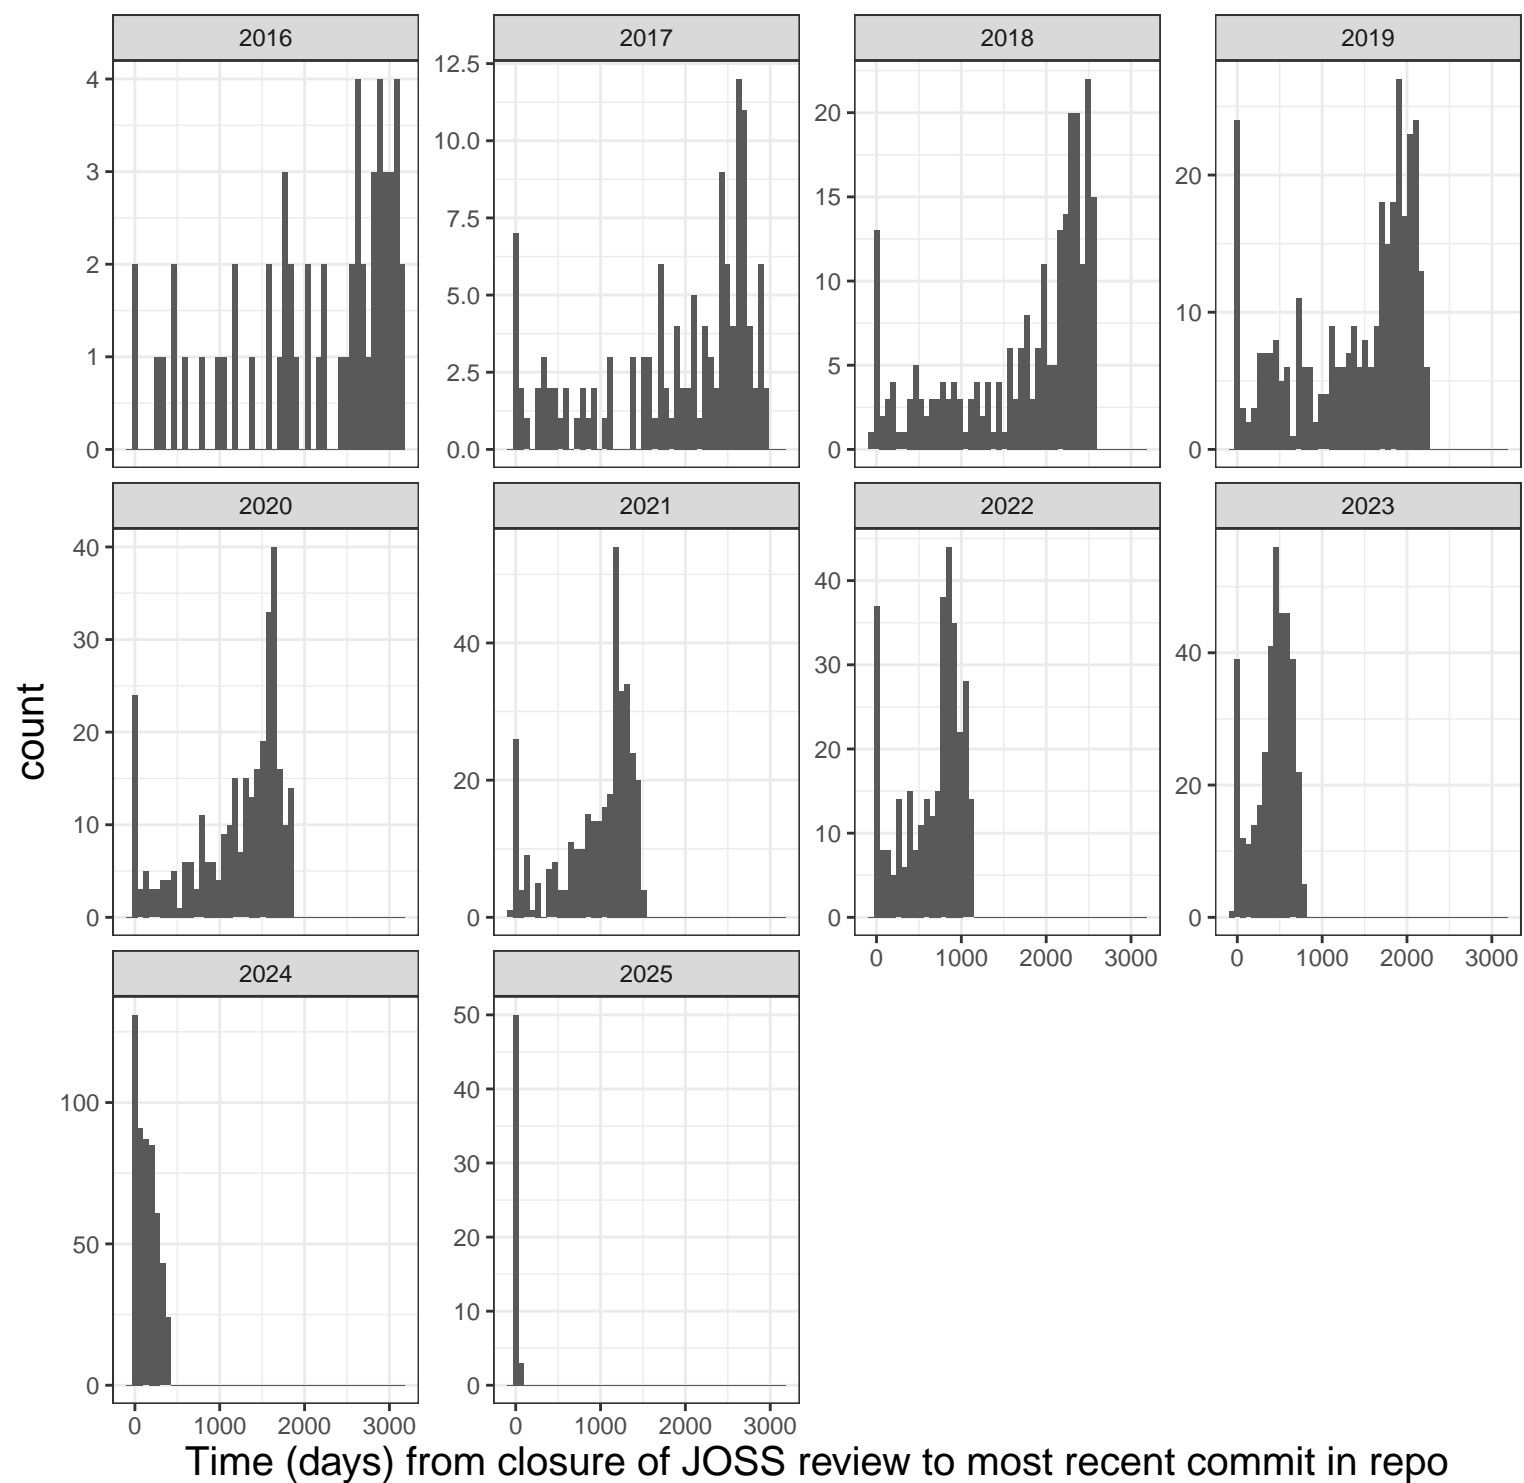 2016 2017 2018 2019
4 3 2 1 0
12.5 10.0 7.5 5.0 2.5 0.0
20 15 10 5 0
20 10 0
2020 2021 2022 2023
40 30 20 10 0
40 20 0
40 30 20 10 0
40 20 0
0 1000 2000 3000
0 1000 2000 3000
2024 2025
100 50 0
50 40 30 20 10 0
0 1000 2000 3000
0 1000 2000 3000
count
Time (days) from closure of JOSS review to most recent commit in repo